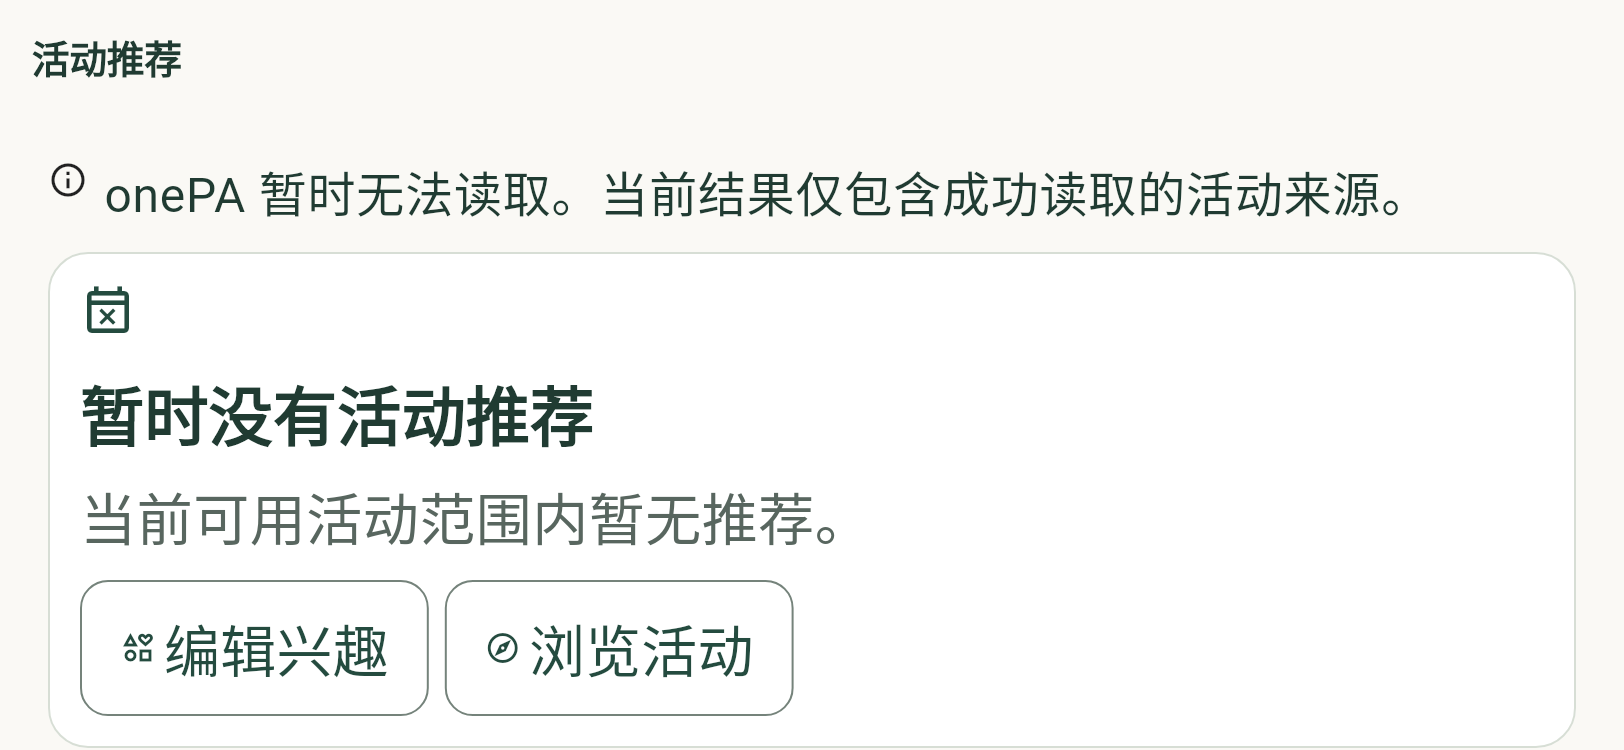 活动推荐
onePA 暂时无法读取。当前结果仅包含成功读取的活动来源。
暂时没有活动推荐
当前可用活动范围内暂无推荐。
编辑兴趣 浏览活动